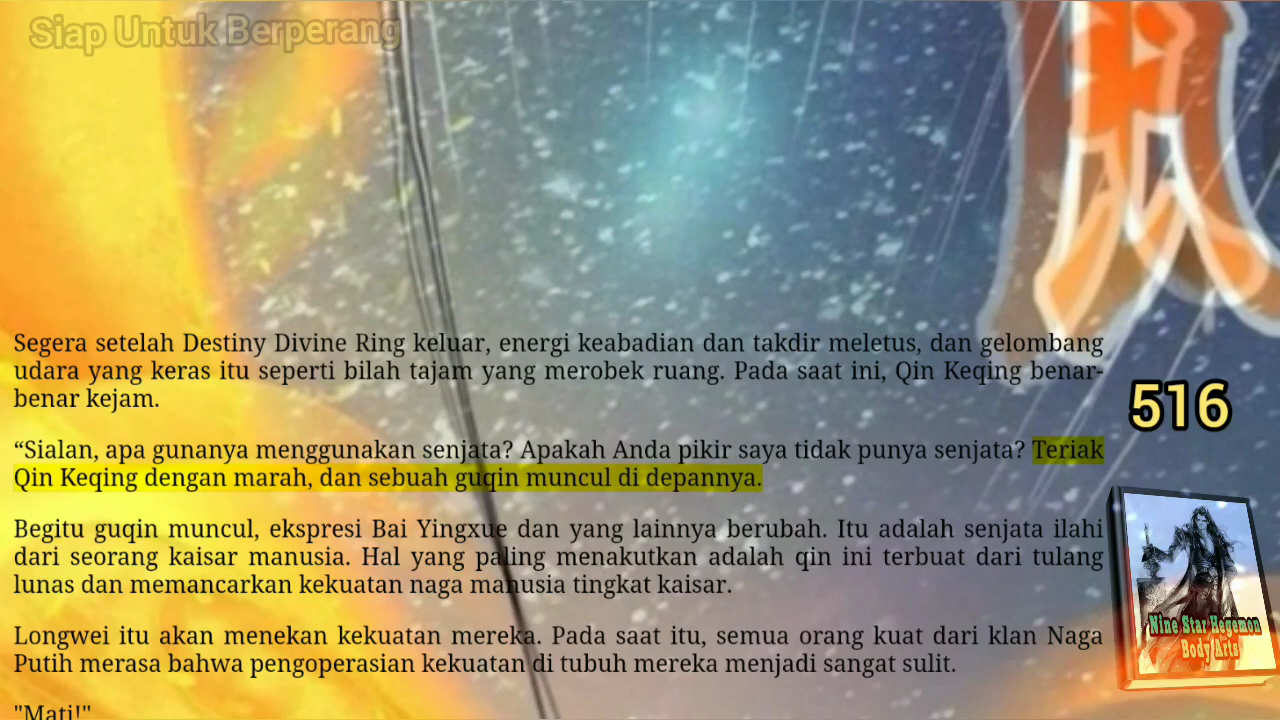 Siap Untuk Berperang
Segera setelah Destiny Divine Ring keluar, energi keabadian dan takdir meletus, dan gelombang
udara yang keras itu seperti bilah tajam yang merobek ruang. Pada saat ini, Qin Keqing benar-
benar kejam.
“Sialan, apa gunanya menggunakan senjata? Apakah Anda pikir saya tidak punya senjata? Teriak
Qin Keqing dengan marah, dan sebuah guqin muncul di depannya.
516
Begitu guqin muncul, ekspresi Bai Yingxue dan yang lainnya berubah. Itu adalah senjata ilahi
dari seorang kaisar manusia. Hal yang paling menakutkan adalah qin ini terbuat dari tulang
lunas dan memancarkan kekuatan naga manusia tingkat kaisar.
Longwei itu akan menekan kekuatan mereka. Pada saat itu, semua orang kuat dari klan Naga
Putih merasa bahwa pengoperasian kekuatan di tubuh mereka menjadi sangat sulit.
Nine Star Hegemon
Body Arts
"Mati!"